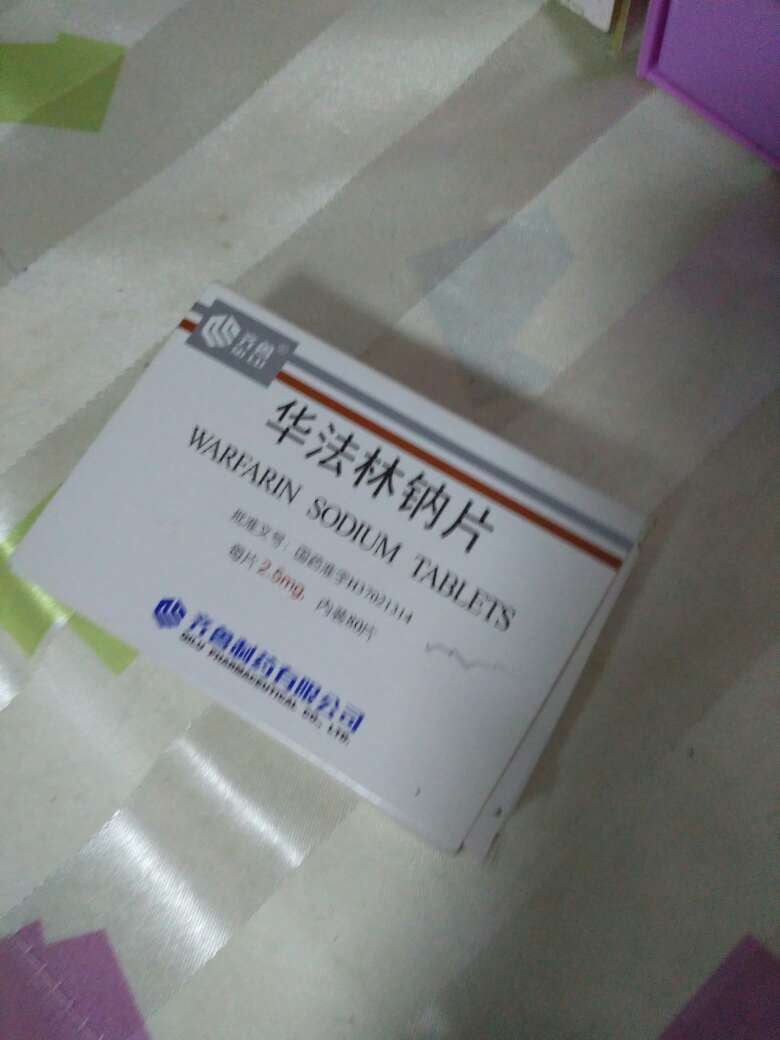 齐鲁®
QILU
华法林钠片
WARFARIN SODIUM TABLETS
批准文号：国药准字H37021314
每片2.5mg，内装80片
齐鲁制药有限公司
QILU PHARMACEUTICAL CO., LTD.